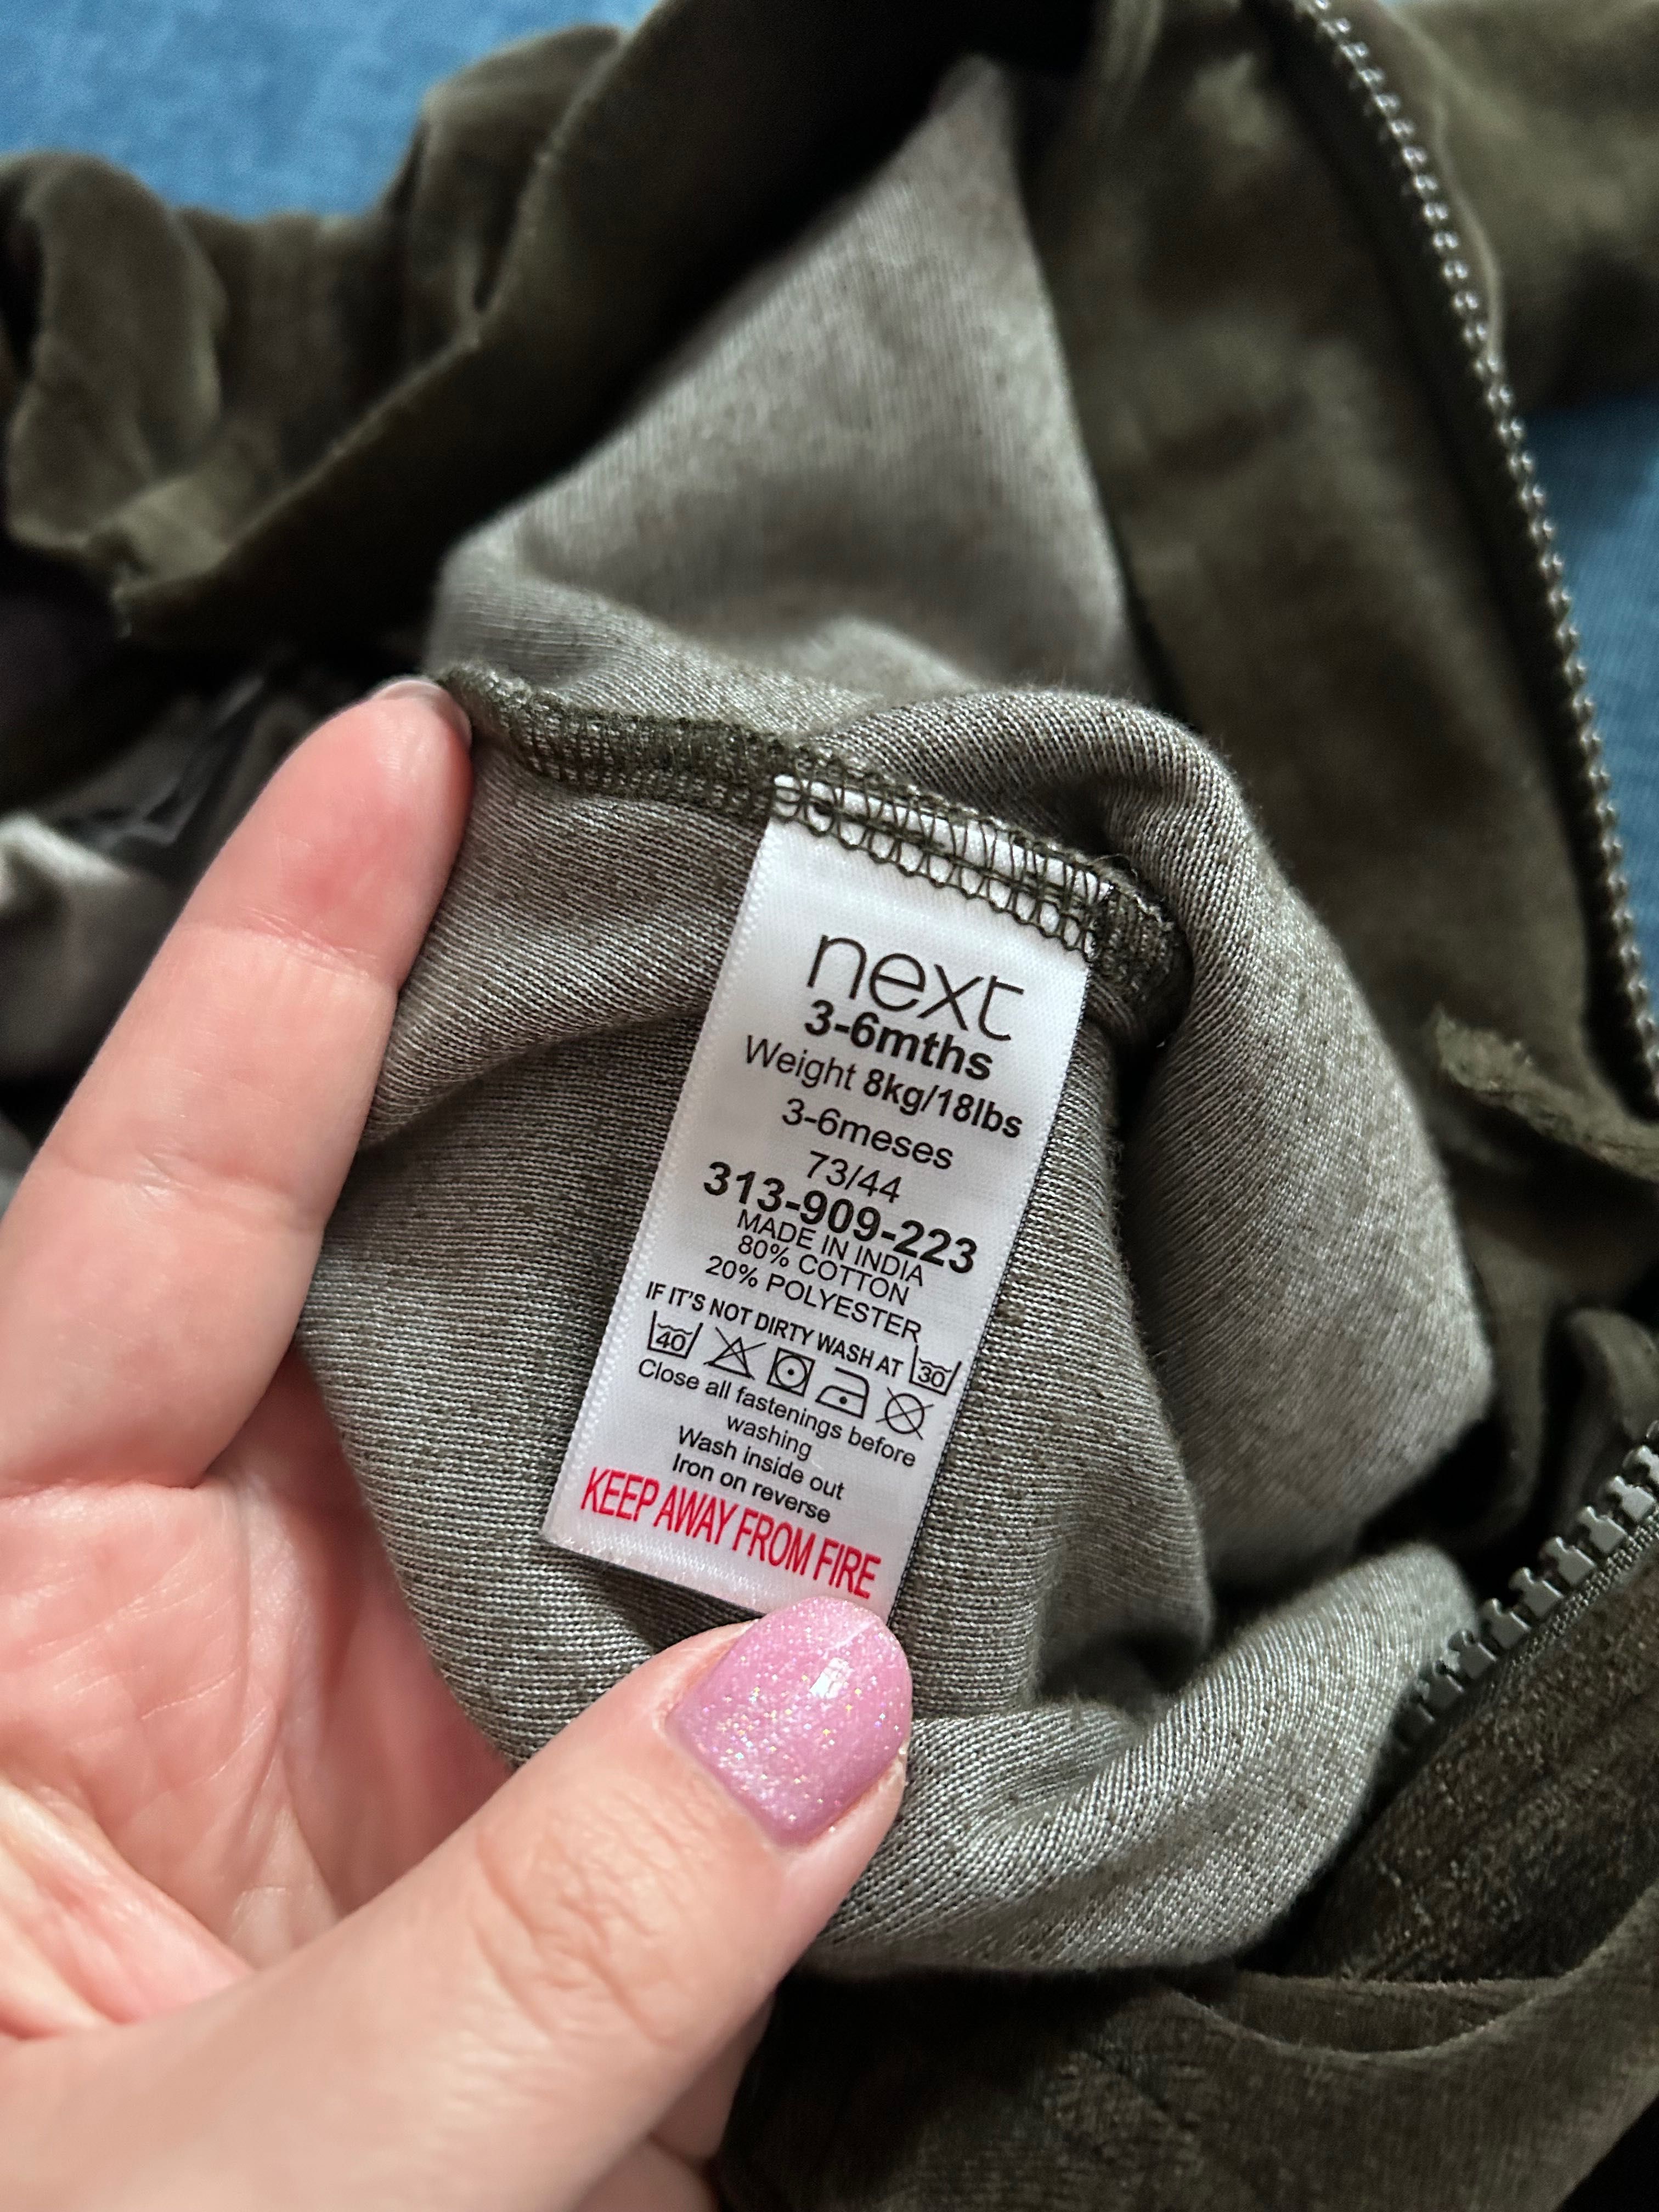 next
3-6mths
Weight 8kg/18lbs
3-6meses
73/44
313-909-223
MADE IN INDIA
80% COTTON
20% POLYESTER
IF IT'S NOT DIRTY WASH AT 30
40
Close all fastenings before
washing
Wash inside out
Iron on reverse
KEEP AWAY FROM FIRE